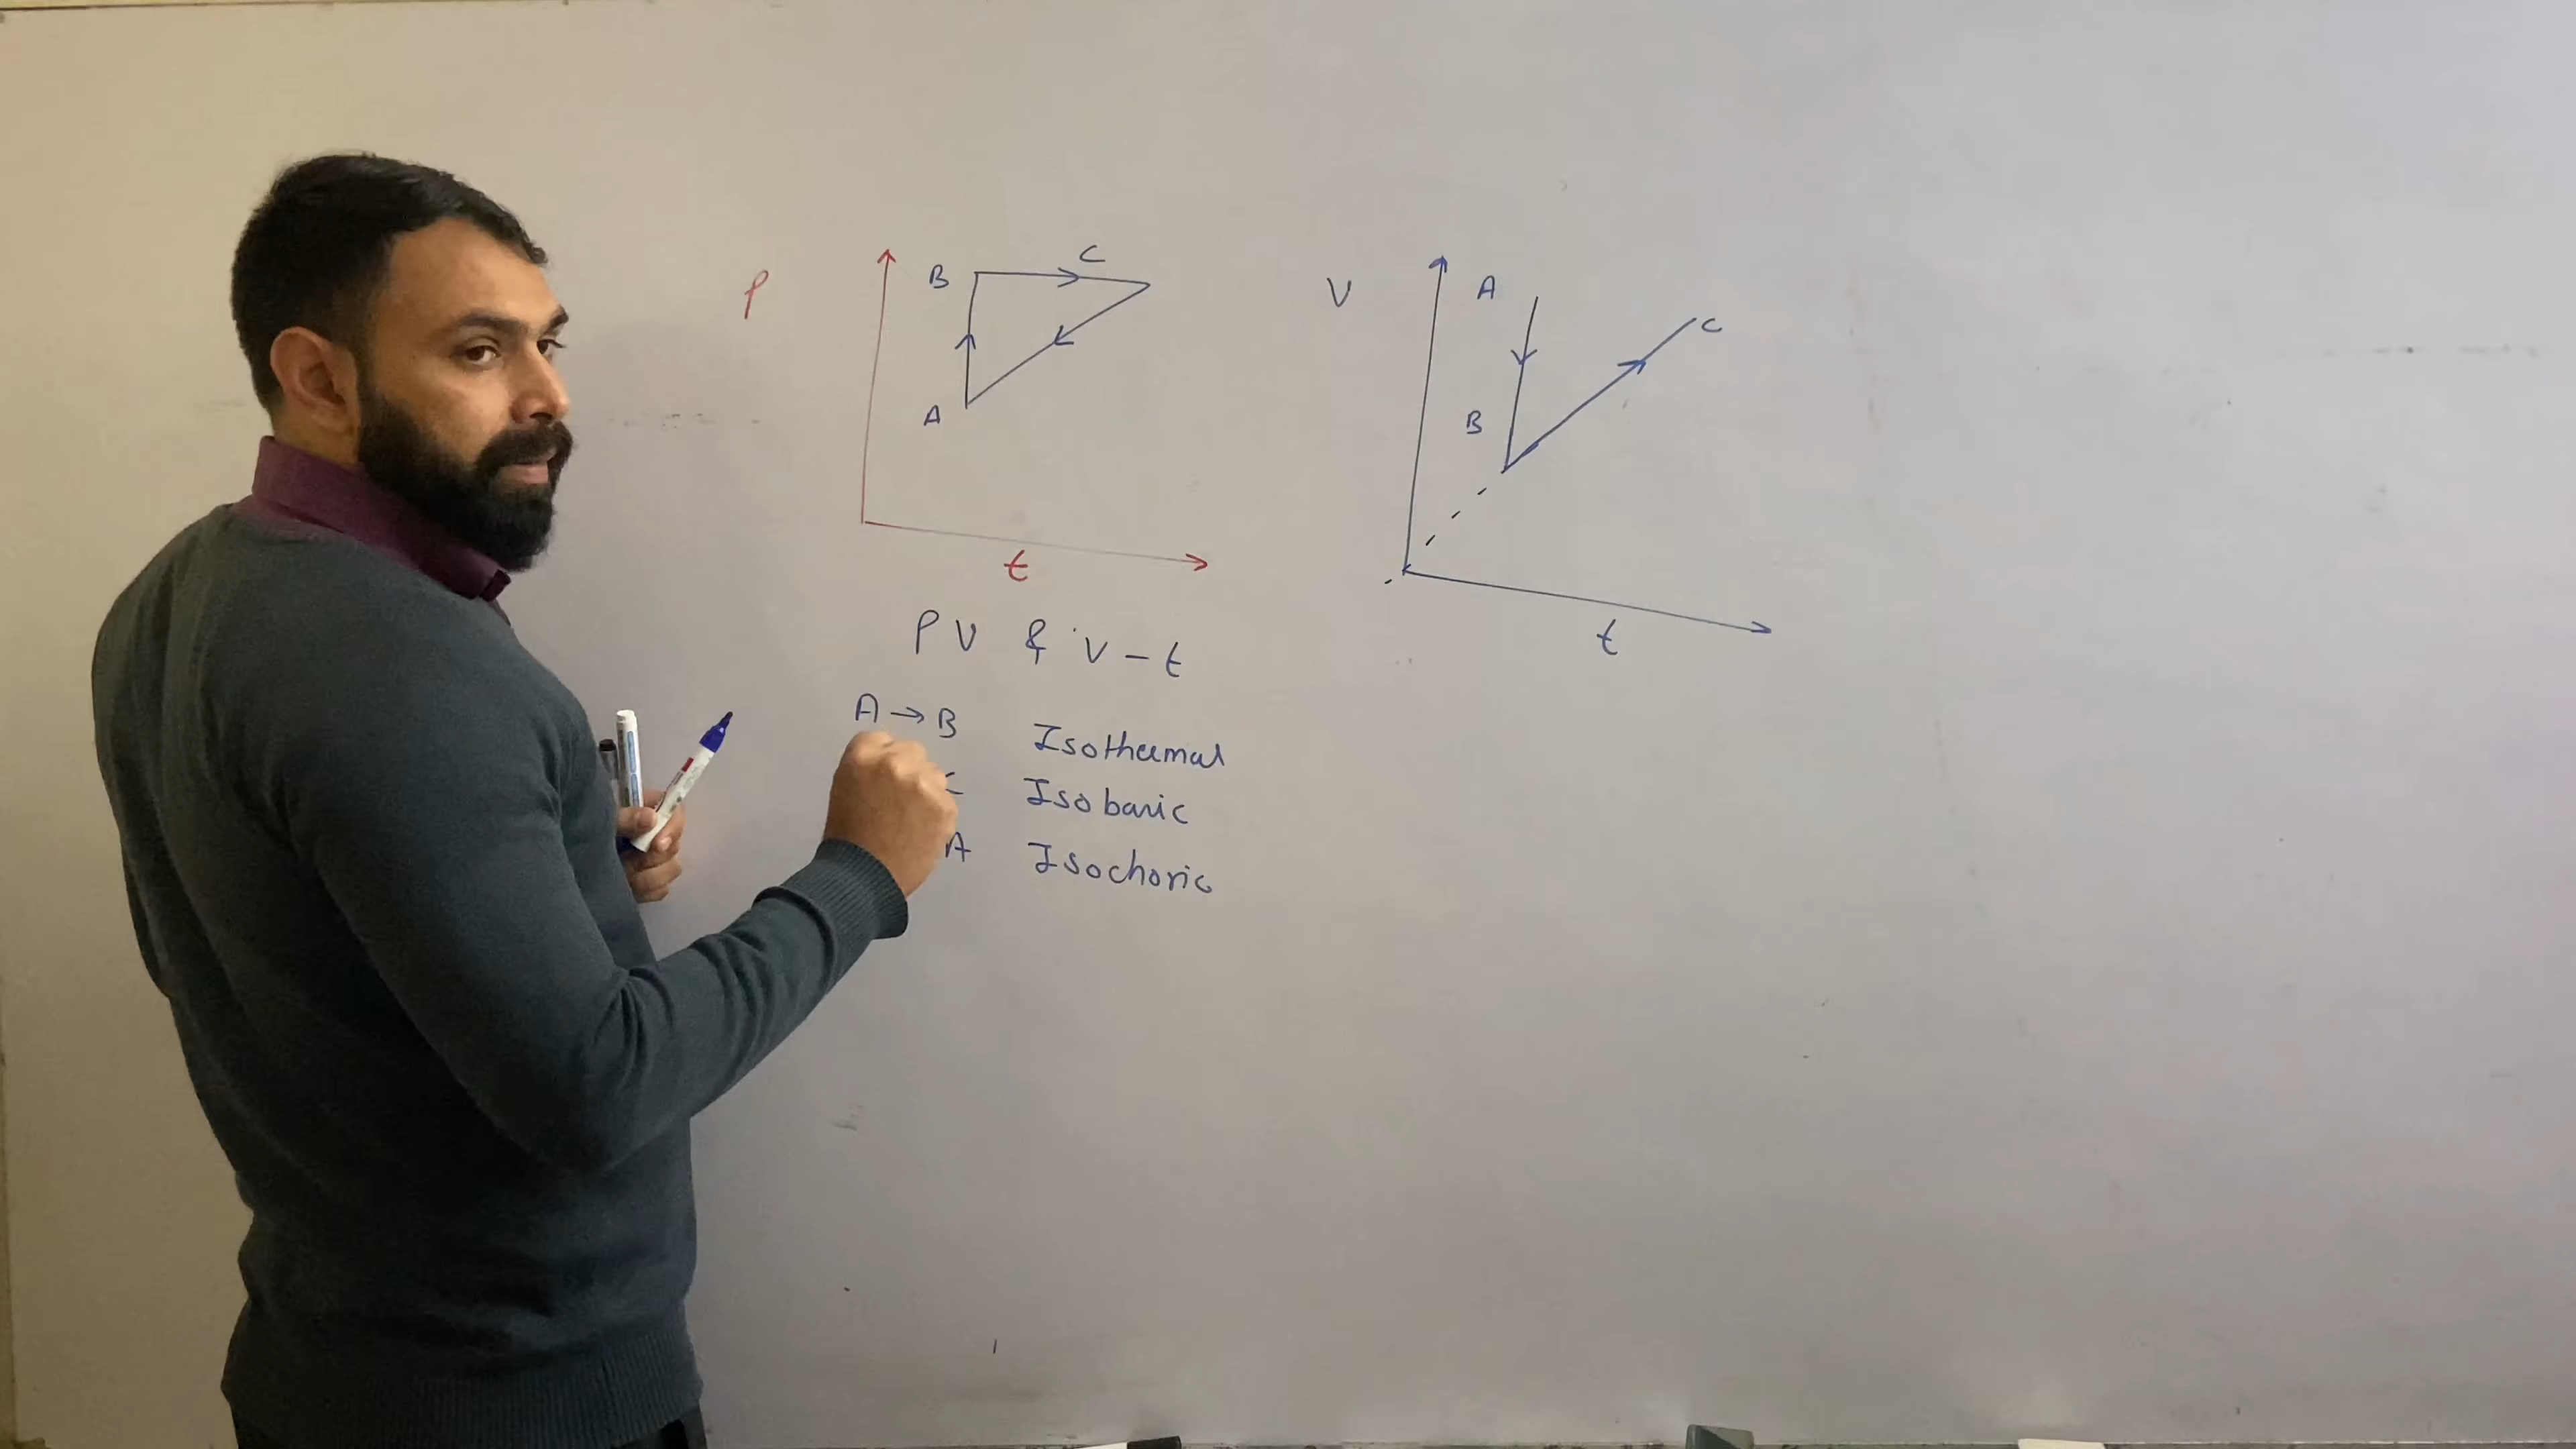 P
B
C
A
t
V
A
C
B
t
PV & V-t
A → B Isothermal
C Isobaric
A Isochoric